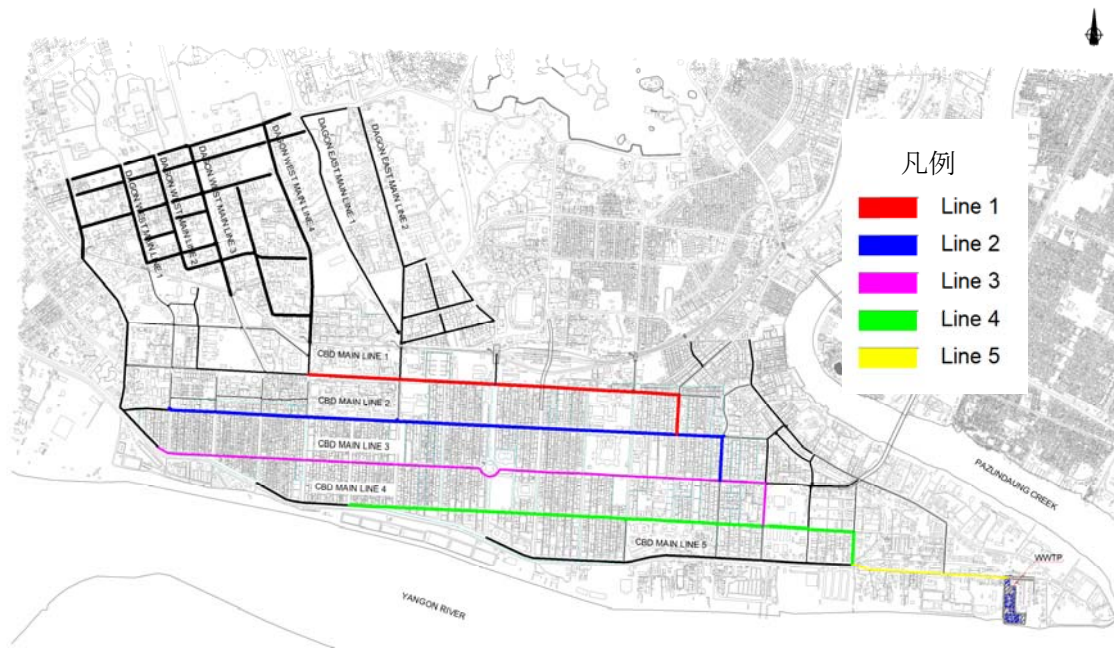 凡例
Line 1
Line 2
Line 3
Line 4
Line 5
DAGON WEST MAIN LINE 1
DAGON WEST MAIN LINE 2
DAGON WEST MAIN LINE 3
DAGON WEST MAIN LINE 4
DAGON EAST MAIN LINE 1
DAGON EAST MAIN LINE 2
CBD MAIN LINE 1
CBD MAIN LINE 2
CBD MAIN LINE 3
CBD MAIN LINE 4
CBD MAIN LINE 5
PAZUNDAUNG CREEK
WWTP
YANGON RIVER